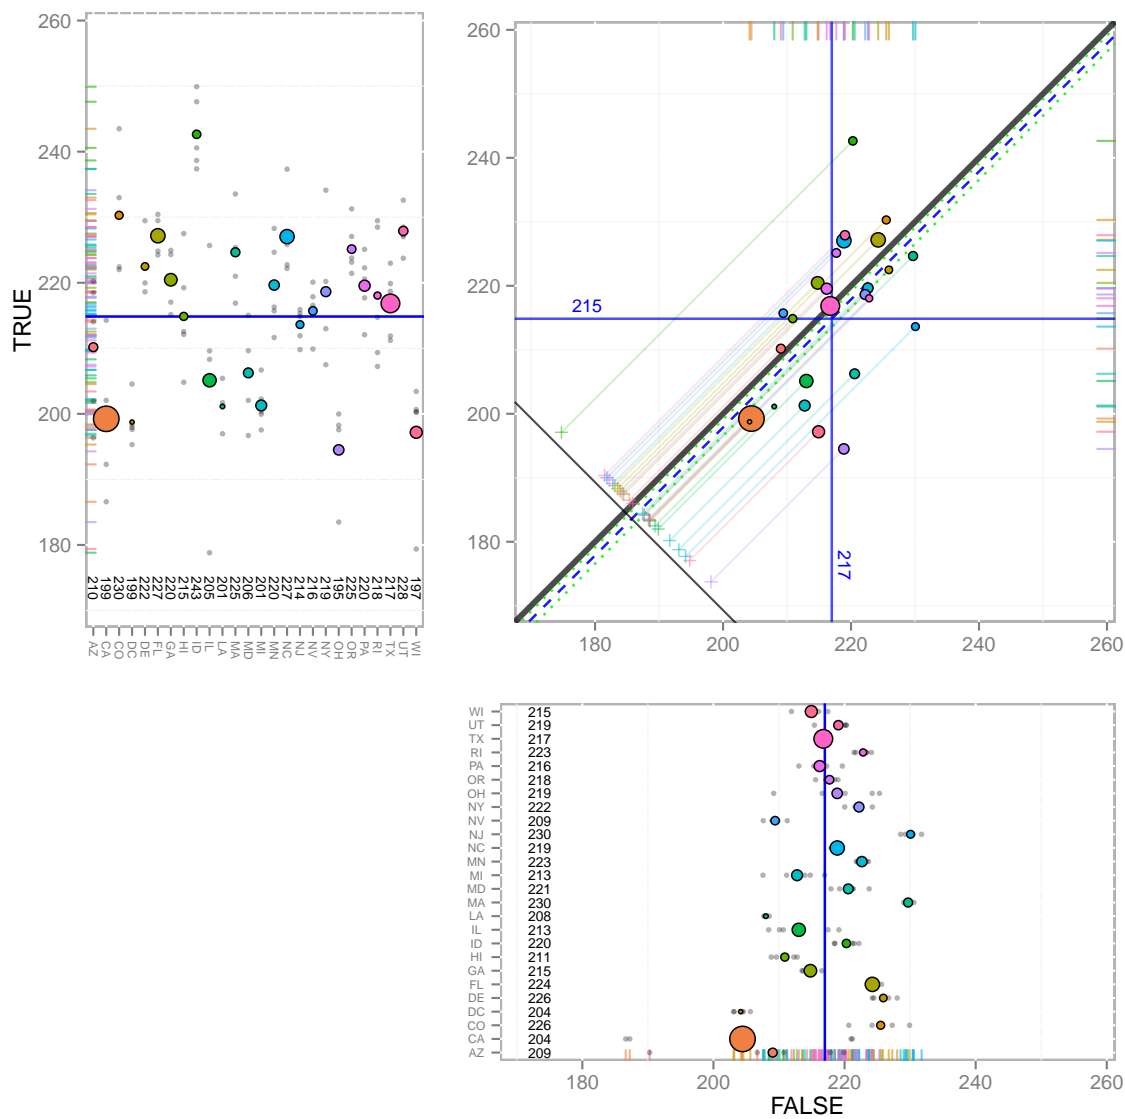 260
240
220
200
180
TRUE
210 199 230 199 222 227 220 215 243 205 201 225 206 201 220 227 214 216 219 195 225 220 218 217 228 197
AZ CA CO DC DE FL GA HI ID IL LA MA MD MI MN NC NJ NV NY OH OR PA RI TX UT WI
260
240
220
200
180
215
217
180 200 220 240 260
WI 215
UT 219
TX 217
RI 223
PA 216
OR 218
OH 219
NY 222
NV 209
NJ 230
NC 219
MN 223
MI 213
MD 221
MA 230
LA 208
IL 213
ID 220
HI 211
GA 215
FL 224
DE 226
DC 204
CO 226
CA 204
AZ 209
180 200 220 240 260
FALSE